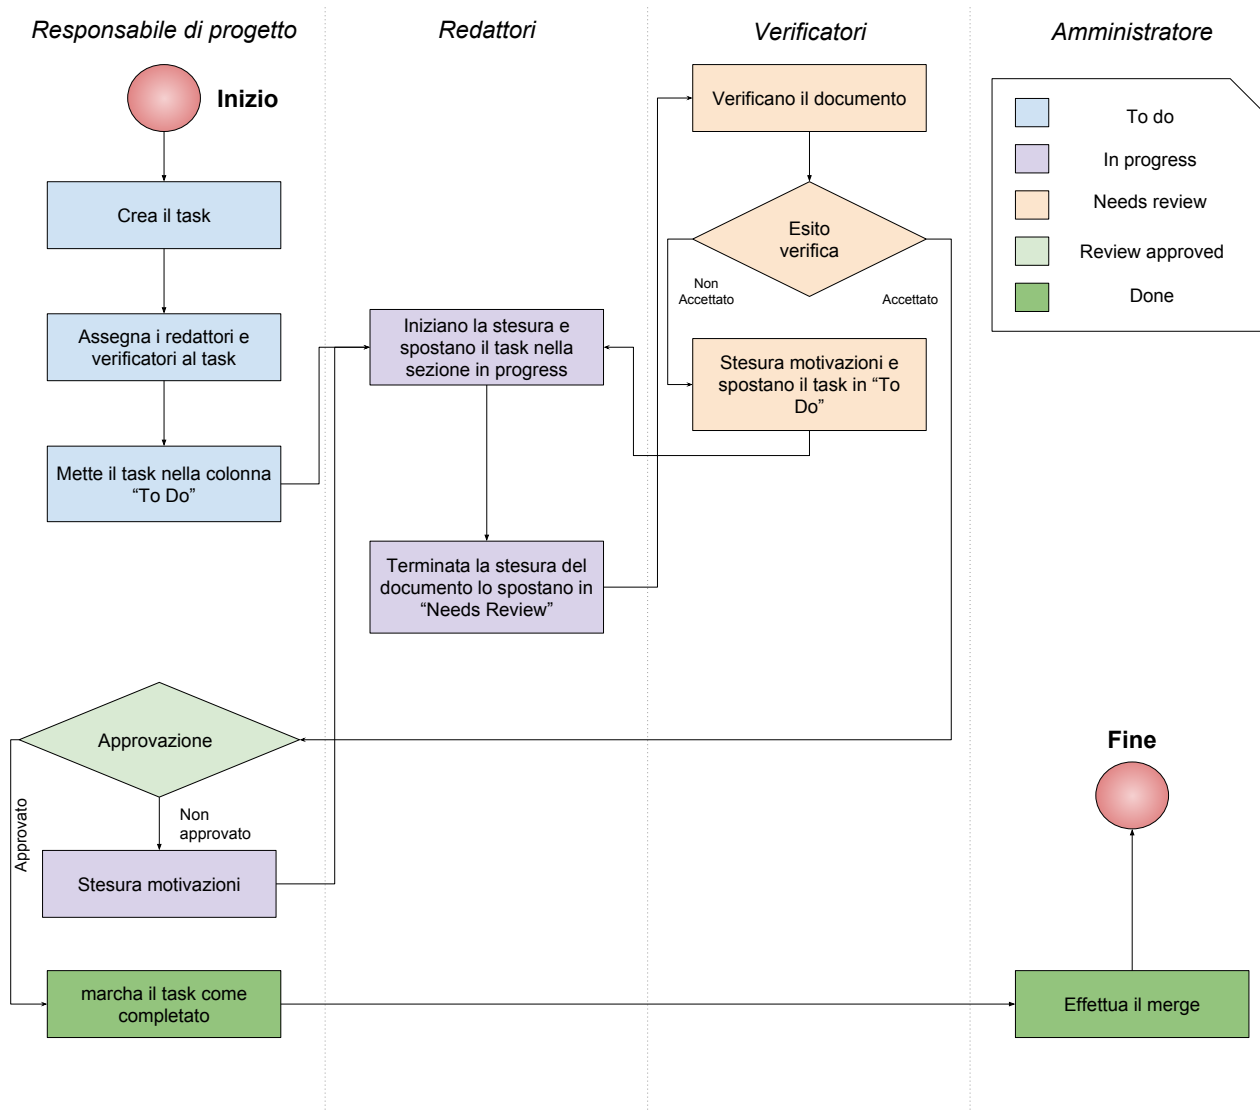 Responsabile di progetto
Redattori
Verificatori
Amministratore
Inizio
Crea il task
Assegna i redattori e
verificatori al task
Mette il task nella colonna
“To Do”
Iniziano la stesura e
spostano il task nella
sezione in progress
Terminata la stesura del
documento lo spostano in
“Needs Review”
Verificano il documento
Esito
verifica
Non
Accettato
Accettato
Stesura motivazioni e
spostano il task in “To
Do”
To do
In progress
Needs review
Review approved
Done
Approvazione
Approvato
Non
approvato
Stesura motivazioni
marcha il task come
completato
Effettua il merge
Fine